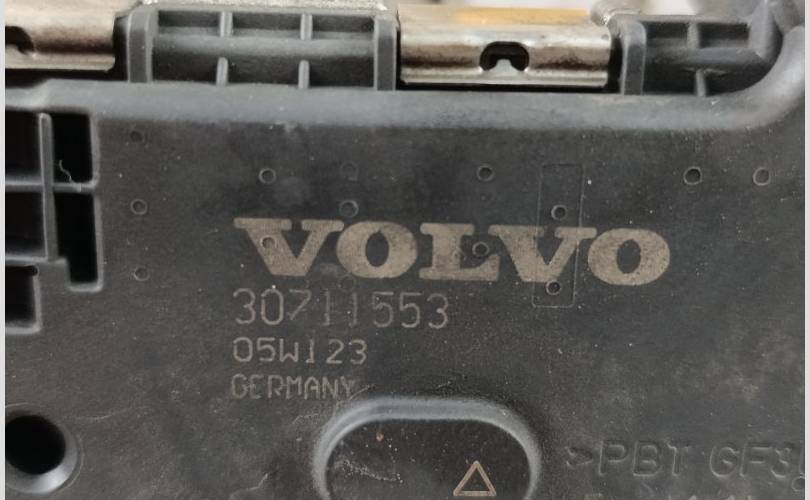 VOLVO
30711553
05W123
GERMANY
>PBT GF3